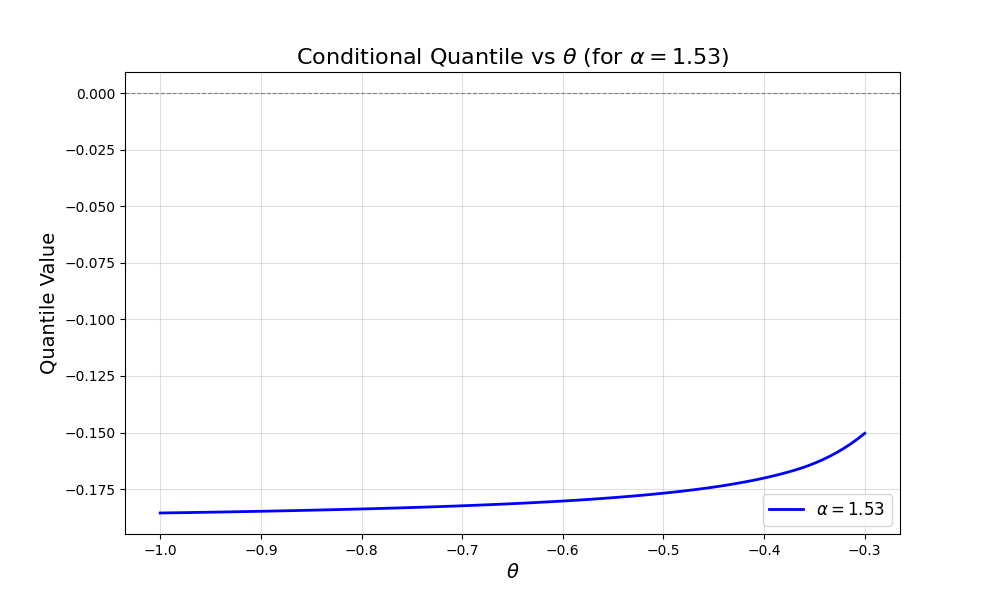 Conditional Quantile vs θ (for α = 1.53)
Quantile Value
0.000
−0.025
−0.050
−0.075
−0.100
−0.125
−0.150
−0.175
α = 1.53
−1.0 −0.9 −0.8 −0.7 −0.6 −0.5 −0.4 −0.3
θ